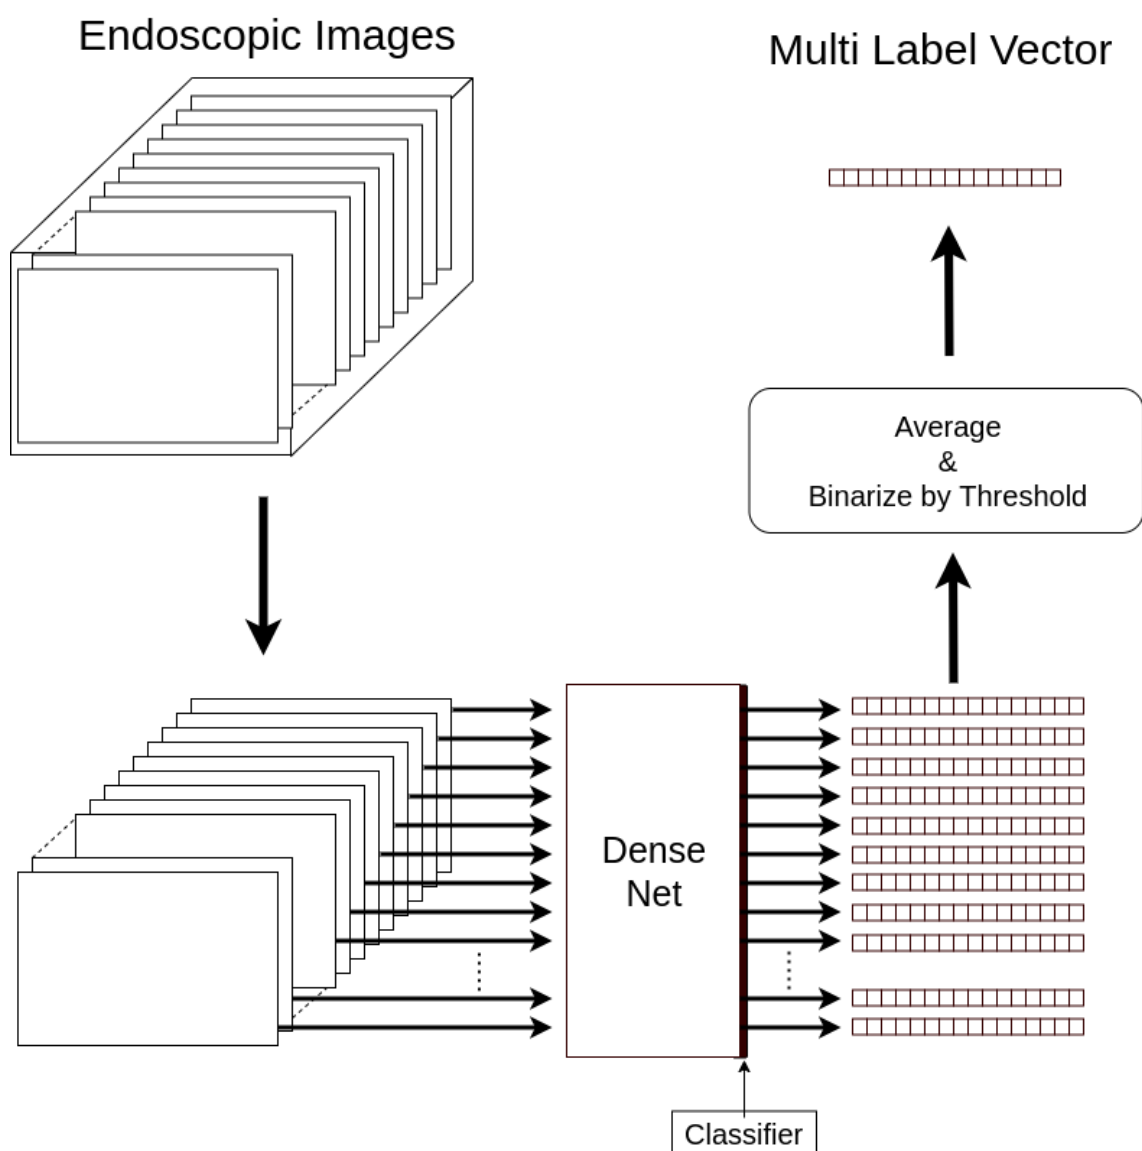 Endoscopic Images
Multi Label Vector
Average
&
Binarize by Threshold
Dense
Net
Classifier